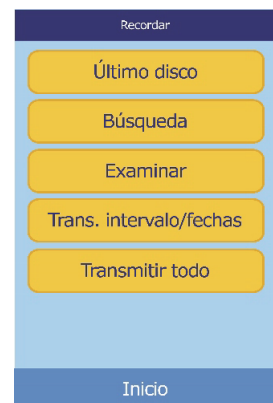 Recordar
Último disco
Búsqueda
Examinar
Trans. intervalo/fechas
Transmitir todo
Inicio